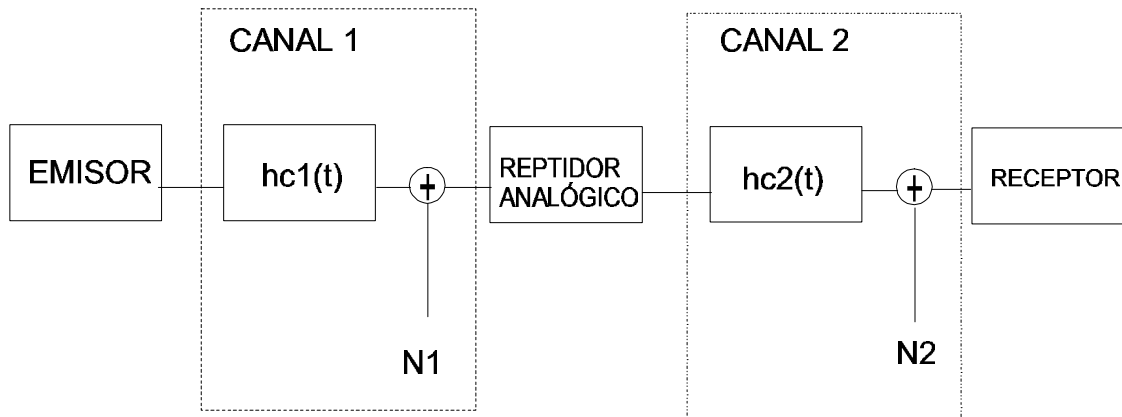 CANAL 1
CANAL 2
EMISOR
hc1(t)
+
REPTIDOR
ANALÓGICO
hc2(t)
+
RECEPTOR
N1
N2